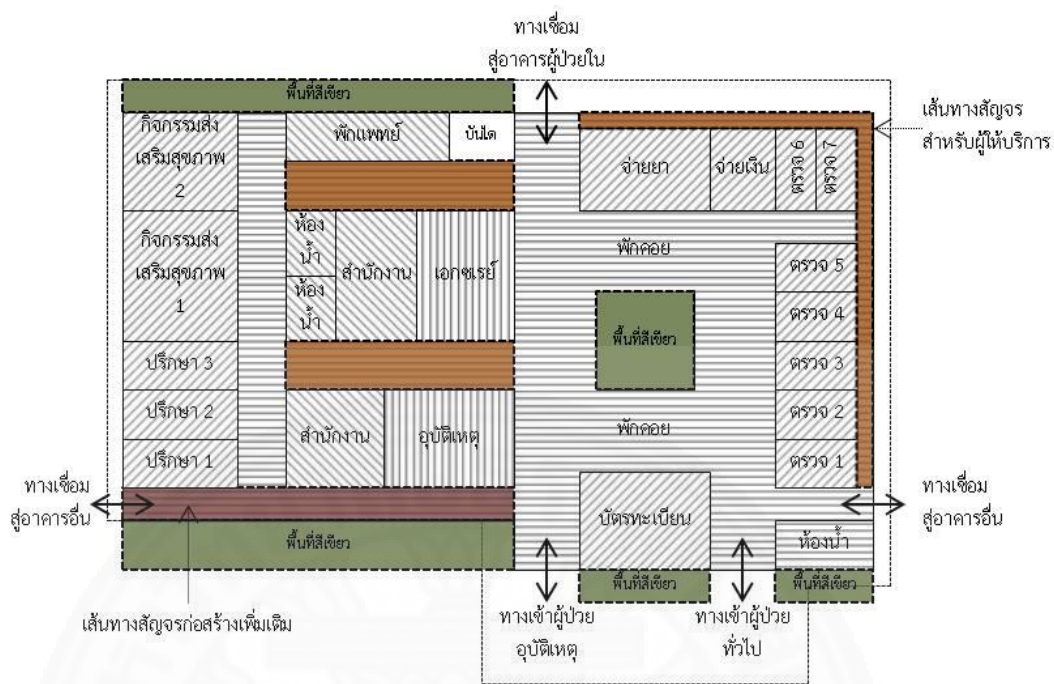 ทางเชื่อม
สู่อาคารผู้ป่วยใน
พื้นที่สีเขียว
เส้นทางสัญจร
สำหรับผู้ให้บริการ
กิจกรรมส่ง
เสริมสุขภาพ
2
พักแพทย์
บันได
จ่ายยา
จ่ายเงิน
ตรวจ 6
ตรวจ 7
กิจกรรมส่ง
เสริมสุขภาพ
1
ห้อง
น้ำ
ห้อง
น้ำ
สำนักงาน
เอกซเรย์
พักคอย
ตรวจ 5
ตรวจ 4
พื้นที่สีเขียว
ปรึกษา 3
ตรวจ 3
ปรึกษา 2
สำนักงาน
อุบัติเหตุ
พักคอย
ตรวจ 2
ปรึกษา 1
ตรวจ 1
ทางเชื่อม
สู่อาคารอื่น
บัตรทะเบียน
ทางเชื่อม
สู่อาคารอื่น
พื้นที่สีเขียว
ห้องน้ำ
พื้นที่สีเขียว
พื้นที่สีเขียว
เส้นทางสัญจรก่อสร้างเพิ่มเติม
ทางเข้าผู้ป่วย
อุบัติเหตุ
ทางเข้าผู้ป่วย
ทั่วไป